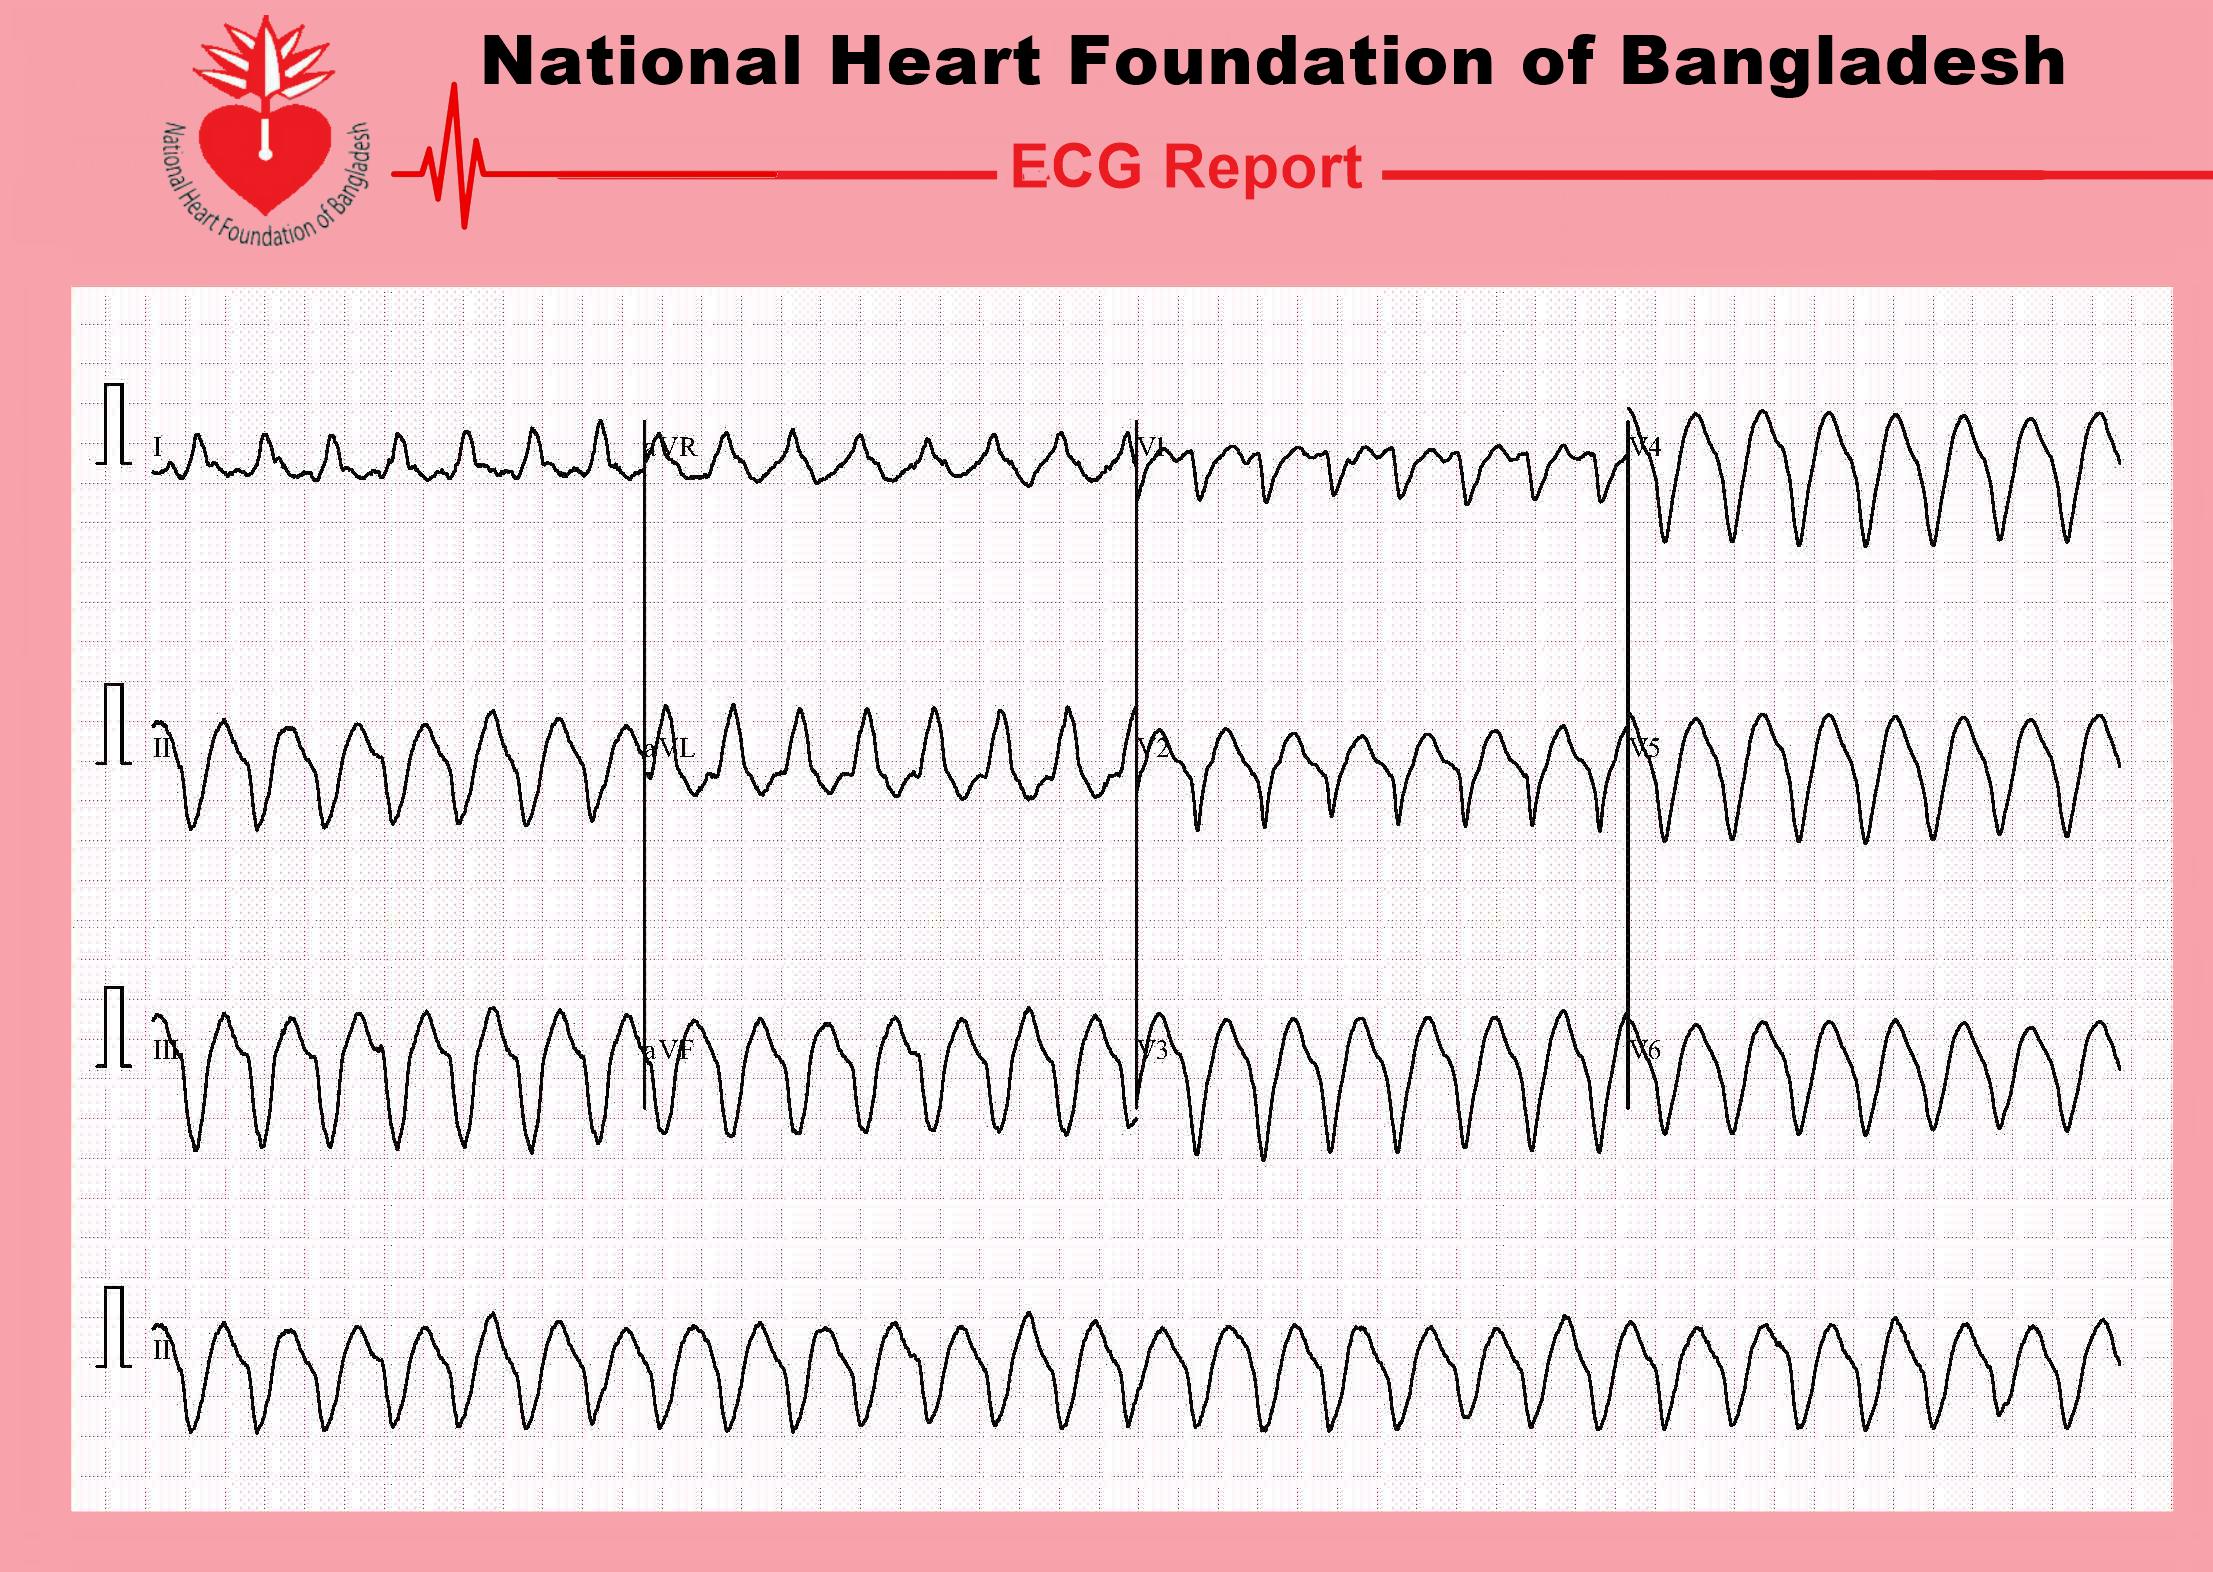 National Heart Foundation of Bangladesh
National Heart Foundation of Bangladesh
ECG Report
I
aVR
V1
V4
II
aVL
V2
V5
III
aVF
V3
V6
II